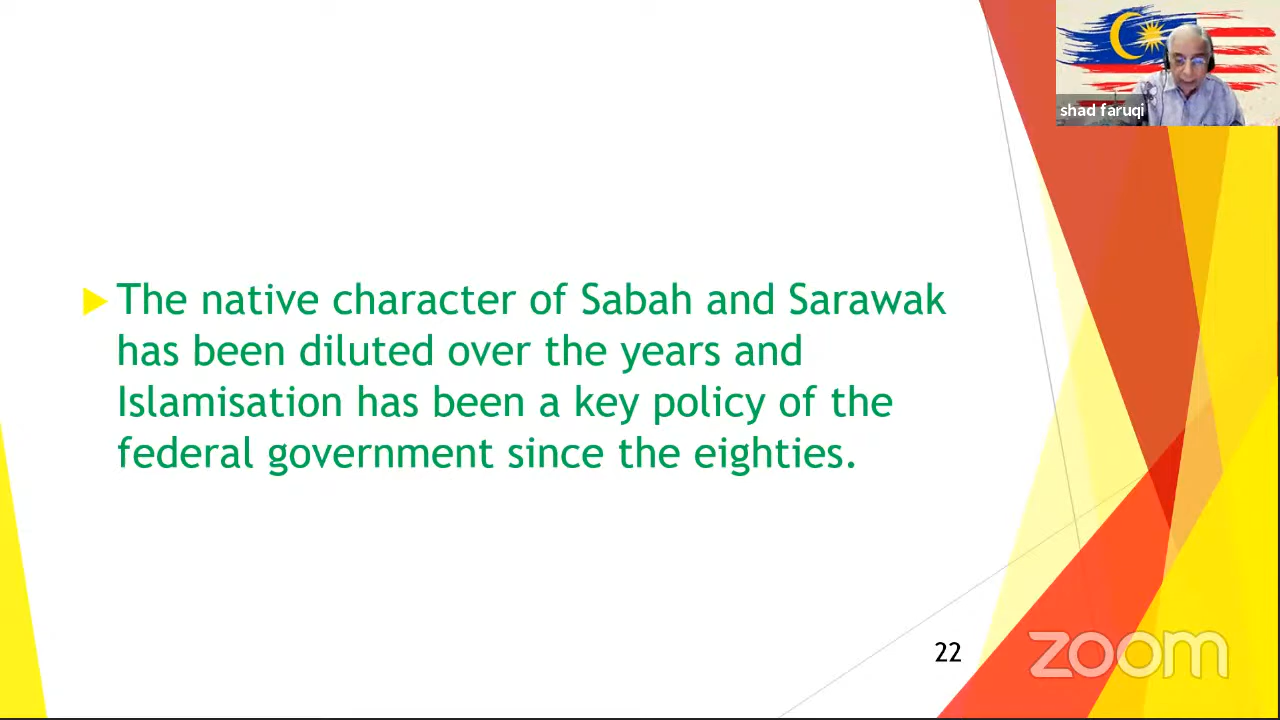 shad faruqi
The native character of Sabah and Sarawak
has been diluted over the years and
Islamisation has been a key policy of the
federal government since the eighties.
22
zoom